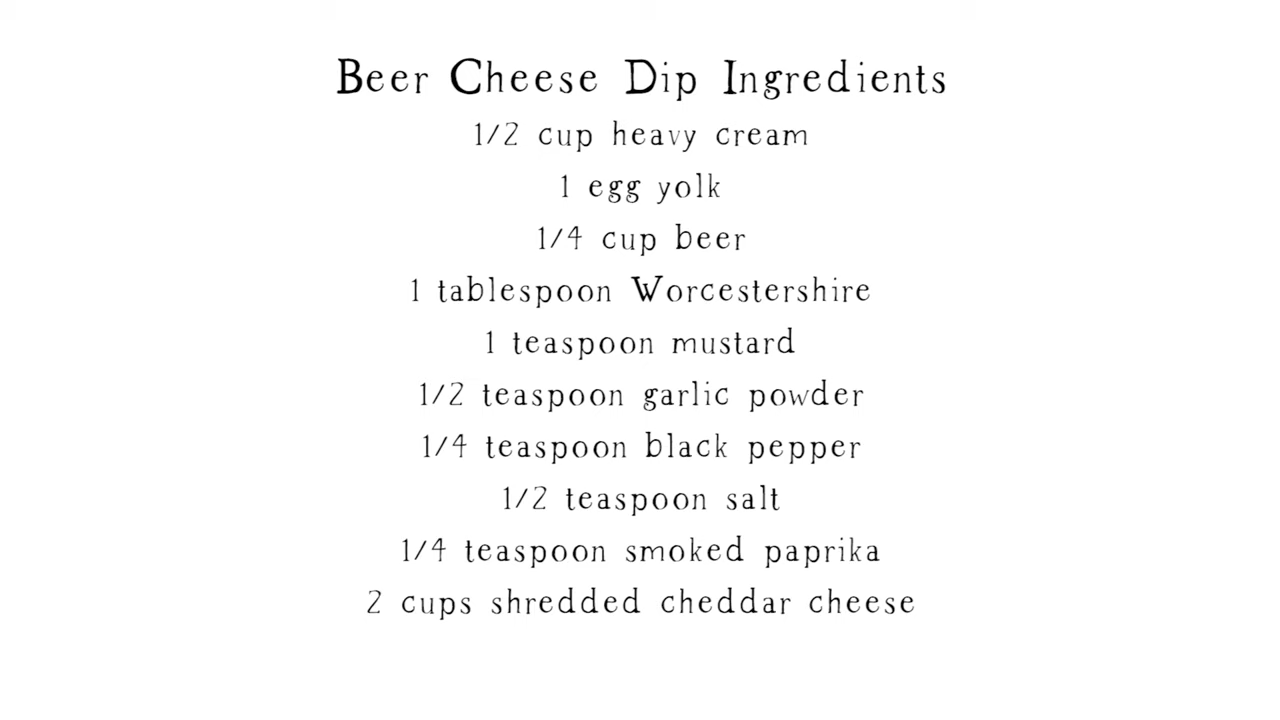 Beer Cheese Dip Ingredients
1/2 cup heavy cream
1 egg yolk
1/4 cup beer
1 tablespoon Worcestershire
1 teaspoon mustard
1/2 teaspoon garlic powder
1/4 teaspoon black pepper
1/2 teaspoon salt
1/4 teaspoon smoked paprika
2 cups shredded cheddar cheese